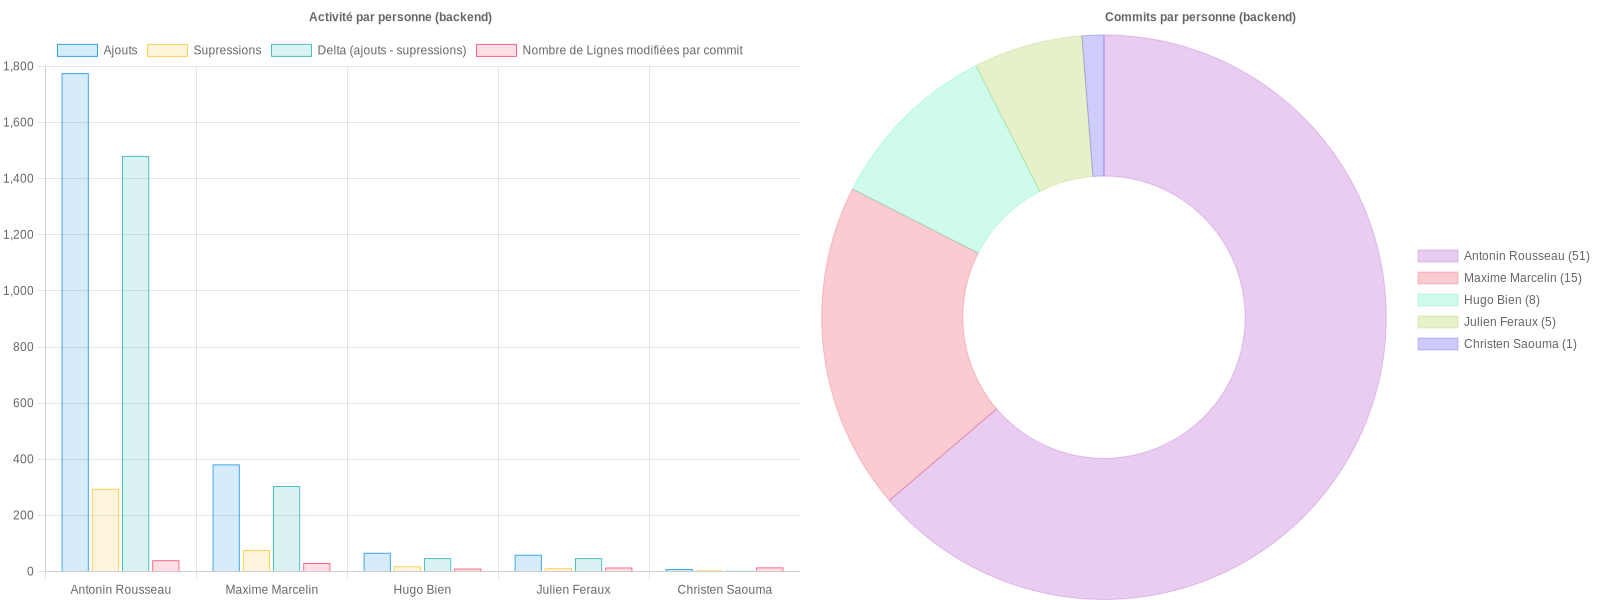 Activité par personne (backend)
Ajouts Supressions Delta (ajouts - supressions) Nombre de Lignes modifiées par commit
1,800
1,600
1,400
1,200
1,000
800
600
400
200
0
Antonin Rousseau Maxime Marcelin Hugo Bien Julien Feraux Christen Saouma
Commits par personne (backend)
Antonin Rousseau (51)
Maxime Marcelin (15)
Hugo Bien (8)
Julien Feraux (5)
Christen Saouma (1)